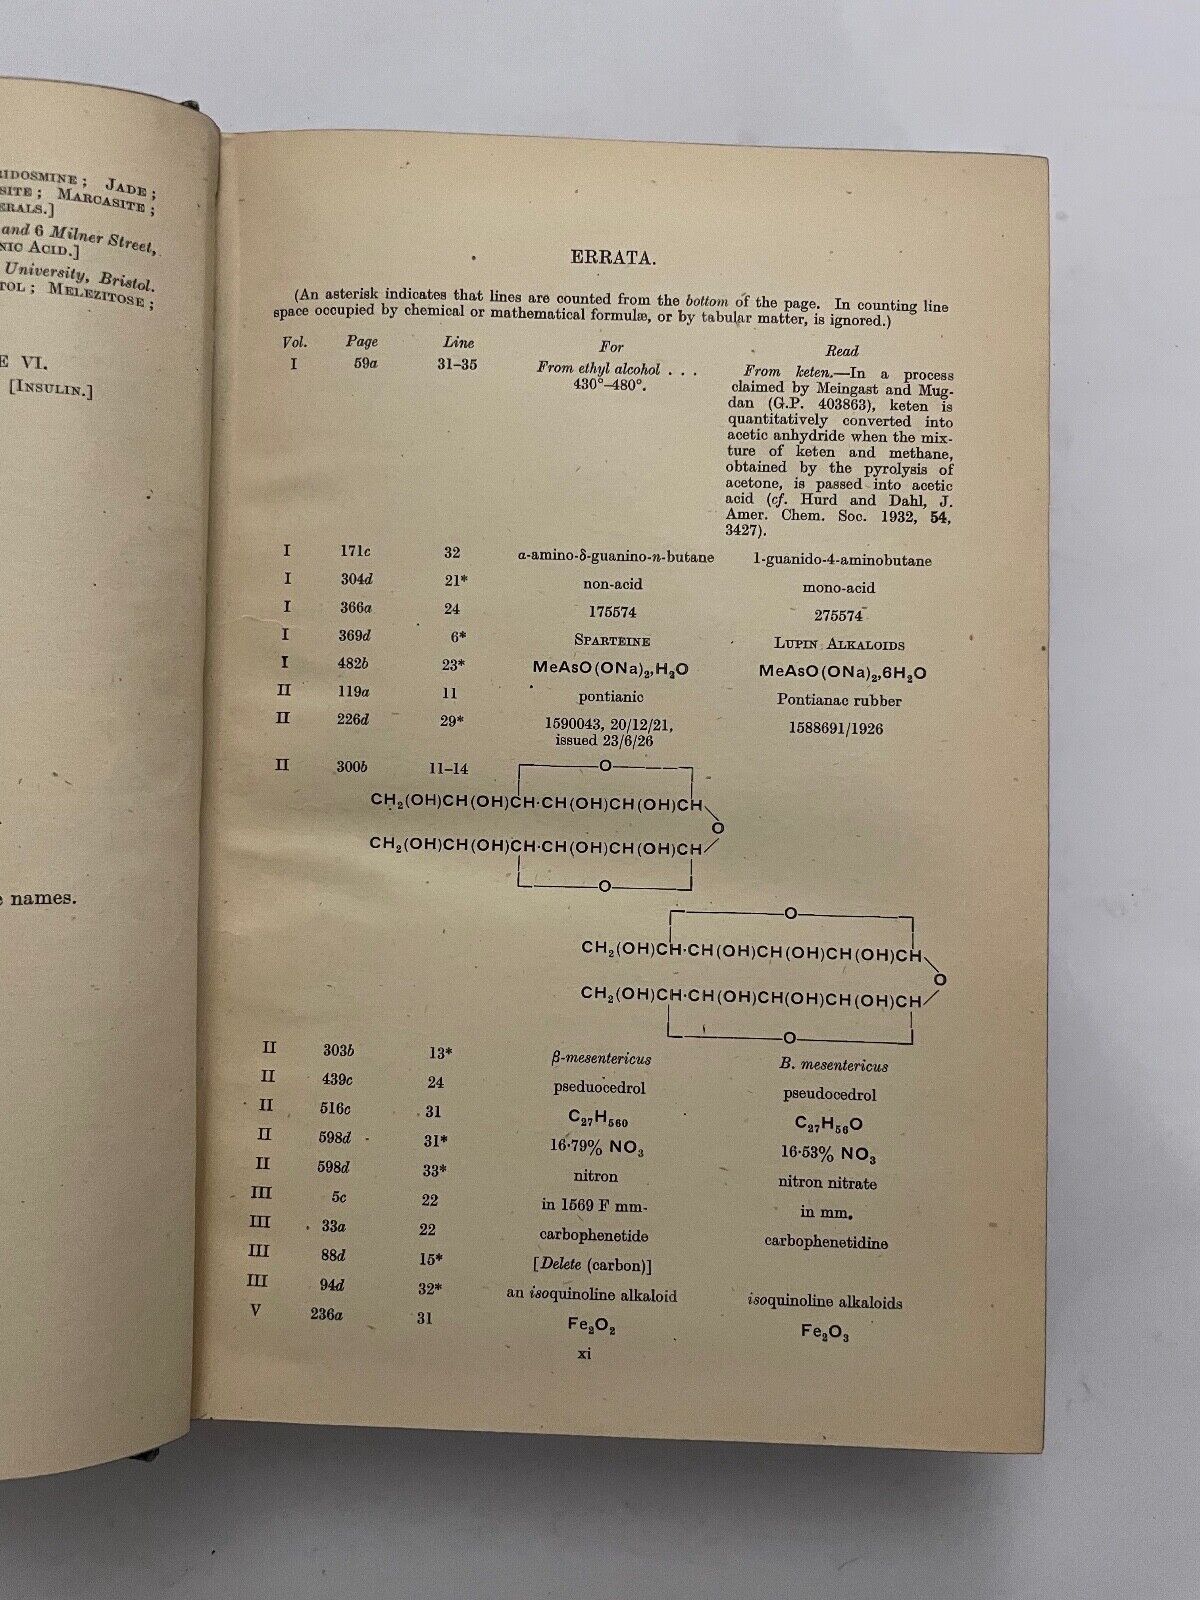 RIDOSMINE; JADE;
SITE; MARCASITE;
ERALS.]
and 6 Milner Street,
NIC ACID.]
University, Bristol.
TOL; MELEZITOSE;
E VI.
[INSULIN.]
names.
ERRATA.
(An asterisk indicates that lines are counted from the bottom of the page. In counting line
space occupied by chemical or mathematical formulæ, or by tabular matter, is ignored.)
Vol. Page Line For Read
I 59a 31–35 From ethyl alcohol . . . From keten.—In a process
430°–480°. claimed by Meingast and Mug-
dan (G.P. 403863), keten is
quantitatively converted into
acetic anhydride when the mix-
ture of keten and methane,
obtained by the pyrolysis of
acetone, is passed into acetic
acid (cf. Hurd and Dahl, J.
Amer. Chem. Soc. 1932, 54,
3427).
I 171c 32 α-amino-δ-guanino-n-butane 1-guanido-4-aminobutane
I 304d 21* non-acid mono-acid
I 366a 24 175574 275574
I 369d 6* SPARTEINE LUPIN ALKALOIDS
I 482b 23* MeAsO(ONa)₂,H₂O MeAsO(ONa)₂,6H₂O
II 119a 11 pontianic Pontianac rubber
II 226d 29* 1590043, 20/12/21, 1588691/1926
issued 23/6/26
II 300b 11–14 O
CH₂(OH)CH(OH)CH·CH(OH)CH(OH)CH
O
CH₂(OH)CH(OH)CH·CH(OH)CH(OH)CH
O
O
CH₂(OH)CH·CH(OH)CH(OH)CH(OH)CH
O
CH₂(OH)CH·CH(OH)CH(OH)CH(OH)CH
O
II 303b 13* β-mesentericus B. mesentericus
II 439c 24 pseduocedrol pseudocedrol
II 516c 31 C₂₇H₅₆₀ C₂₇H₅₆O
II 598d 31* 16·79% NO₃ 16·53% NO₃
II 598d 33* nitron nitron nitrate
III 5c 22 in 1569 F mm- in mm.
III 33a 22 carbophenetide carbophenetidine
III 88d 15* [Delete (carbon)]
III 94d 32* an isoquinoline alkaloid isoquinoline alkaloids
V 236a 31 Fe₂O₂ Fe₂O₃
xi